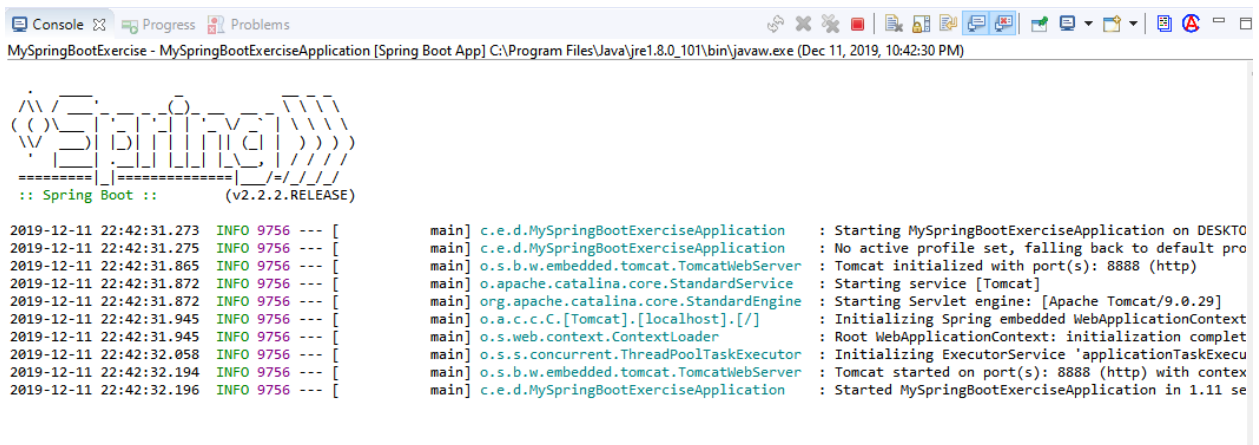 Console Progress Problems
MySpringBootExercise - MySpringBootExerciseApplication [Spring Boot App] C:\Program Files\Java\jre1.8.0_101\bin\javaw.exe (Dec 11, 2019, 10:42:30 PM)
Spring
:: Spring Boot :: (v2.2.2.RELEASE)
2019-12-11 22:42:31.273 INFO 9756 --- [ main] c.e.d.MySpringBootExerciseApplication : Starting MySpringBootExerciseApplication on DESKTO
2019-12-11 22:42:31.275 INFO 9756 --- [ main] c.e.d.MySpringBootExerciseApplication : No active profile set, falling back to default pro
2019-12-11 22:42:31.865 INFO 9756 --- [ main] o.s.b.w.embedded.tomcat.TomcatWebServer : Tomcat initialized with port(s): 8888 (http)
2019-12-11 22:42:31.872 INFO 9756 --- [ main] o.apache.catalina.core.StandardService : Starting service [Tomcat]
2019-12-11 22:42:31.872 INFO 9756 --- [ main] org.apache.catalina.core.StandardEngine : Starting Servlet engine: [Apache Tomcat/9.0.29]
2019-12-11 22:42:31.945 INFO 9756 --- [ main] o.a.c.c.C.[Tomcat].[localhost].[/] : Initializing Spring embedded WebApplicationContext
2019-12-11 22:42:31.945 INFO 9756 --- [ main] o.s.web.context.ContextLoader : Root WebApplicationContext: initialization complet
2019-12-11 22:42:32.058 INFO 9756 --- [ main] o.s.s.concurrent.ThreadPoolTaskExecutor : Initializing ExecutorService 'applicationTaskExecu
2019-12-11 22:42:32.194 INFO 9756 --- [ main] o.s.b.w.embedded.tomcat.TomcatWebServer : Tomcat started on port(s): 8888 (http) with contex
2019-12-11 22:42:32.196 INFO 9756 --- [ main] c.e.d.MySpringBootExerciseApplication : Started MySpringBootExerciseApplication in 1.11 se